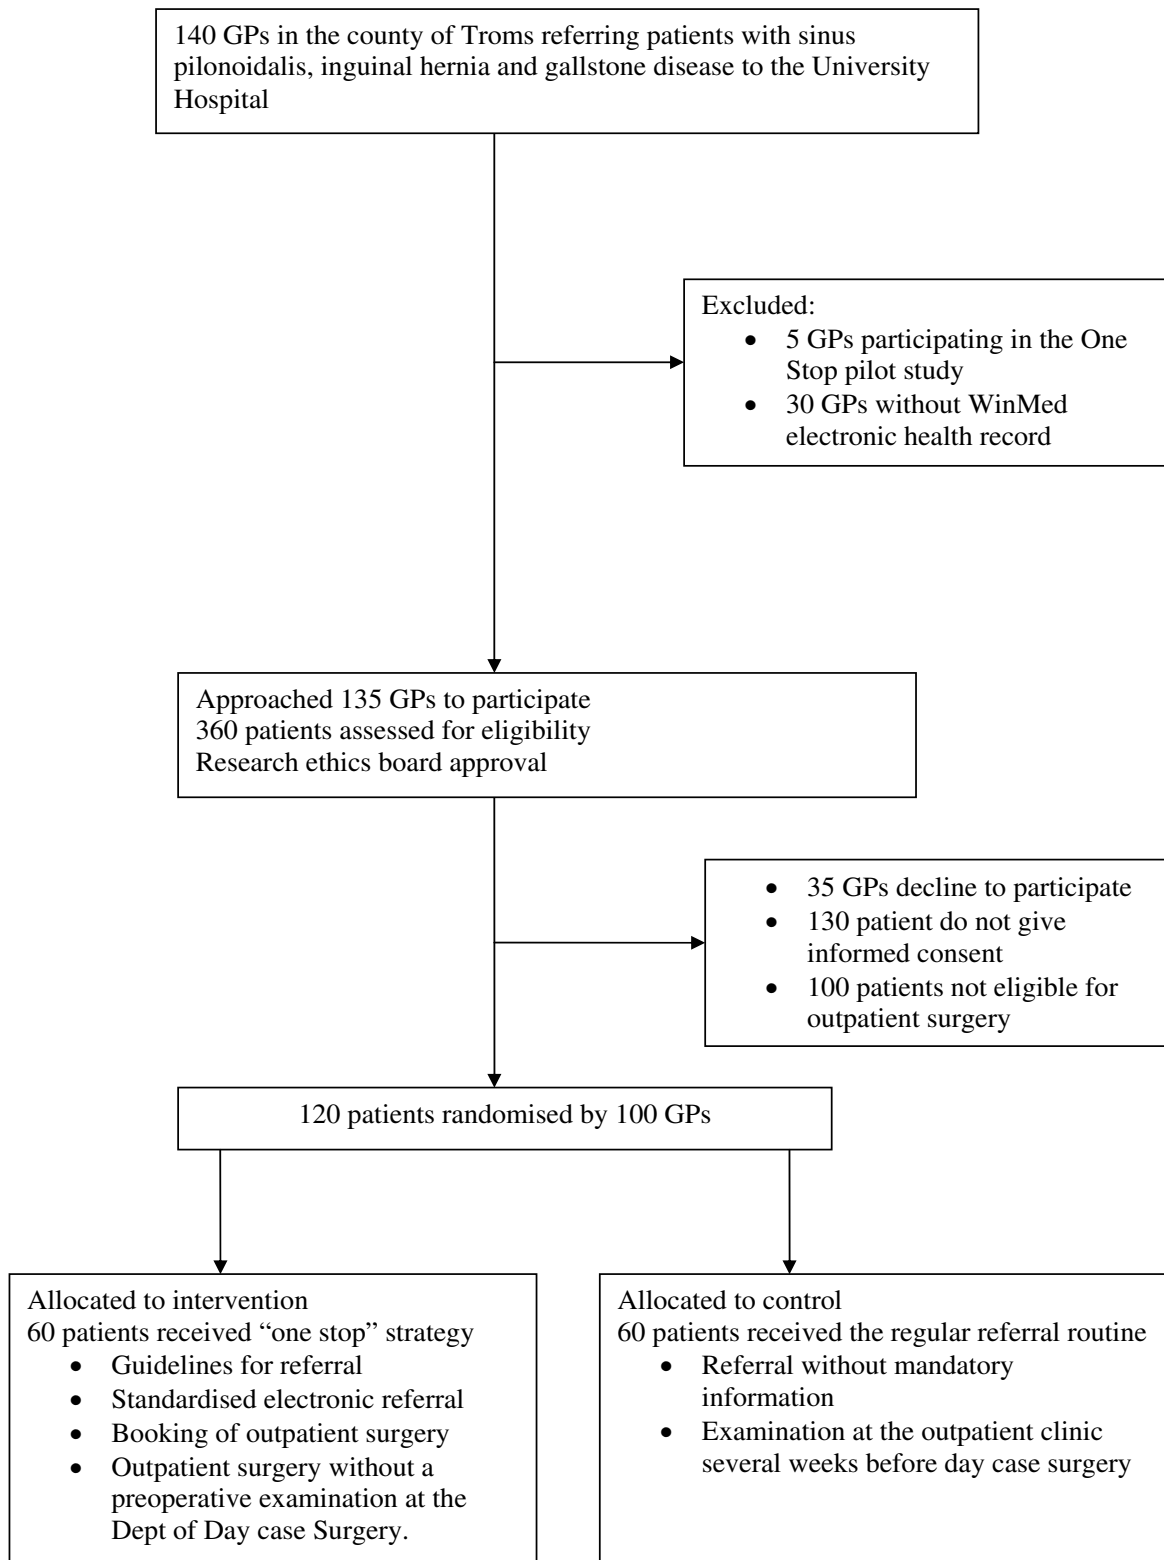 140 GPs in the county of Troms referring patients with sinus
pilonoidalis, inguinal hernia and gallstone disease to the University
Hospital
Excluded:
• 5 GPs participating in the One
Stop pilot study
• 30 GPs without WinMed
electronic health record
Approached 135 GPs to participate
360 patients assessed for eligibility
Research ethics board approval
• 35 GPs decline to participate
• 130 patient do not give
informed consent
• 100 patients not eligible for
outpatient surgery
120 patients randomised by 100 GPs
Allocated to intervention
60 patients received “one stop” strategy
• Guidelines for referral
• Standardised electronic referral
• Booking of outpatient surgery
• Outpatient surgery without a
preoperative examination at the
Dept of Day case Surgery.
Allocated to control
60 patients received the regular referral routine
• Referral without mandatory
information
• Examination at the outpatient clinic
several weeks before day case surgery